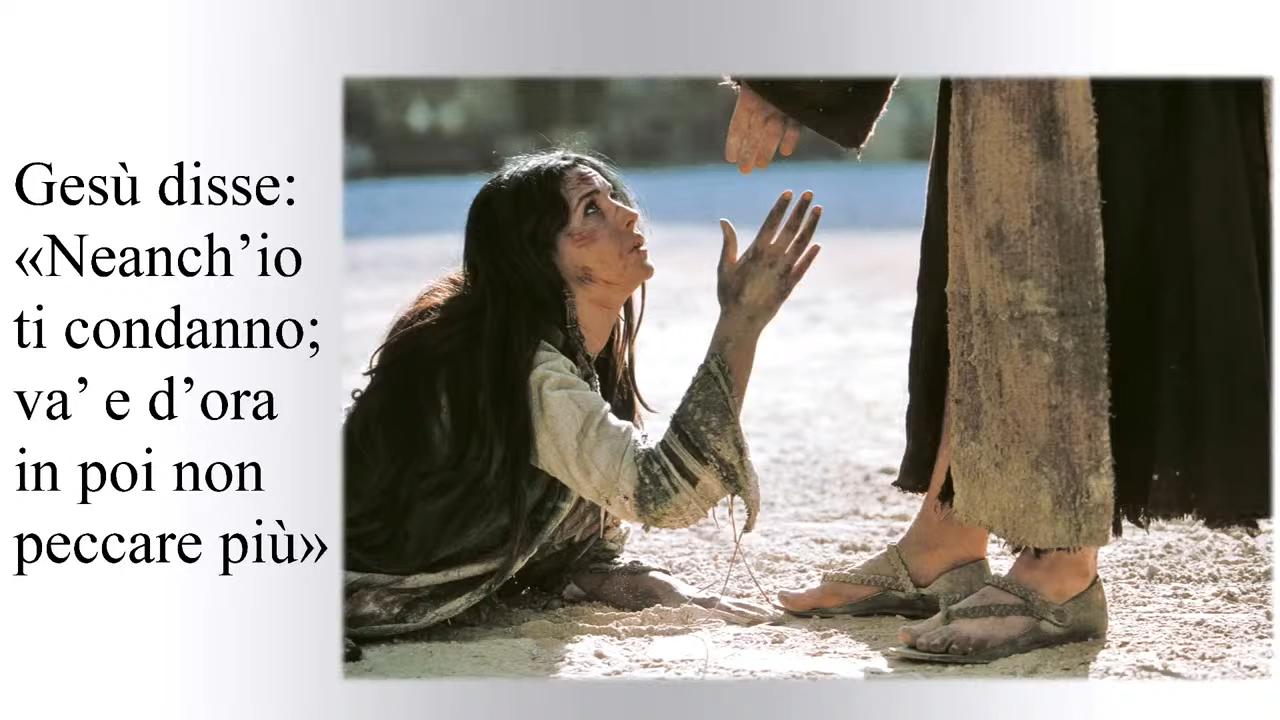 Gesù disse:
«Neanch’io
ti condanno;
va’ e d’ora
in poi non
peccare più»